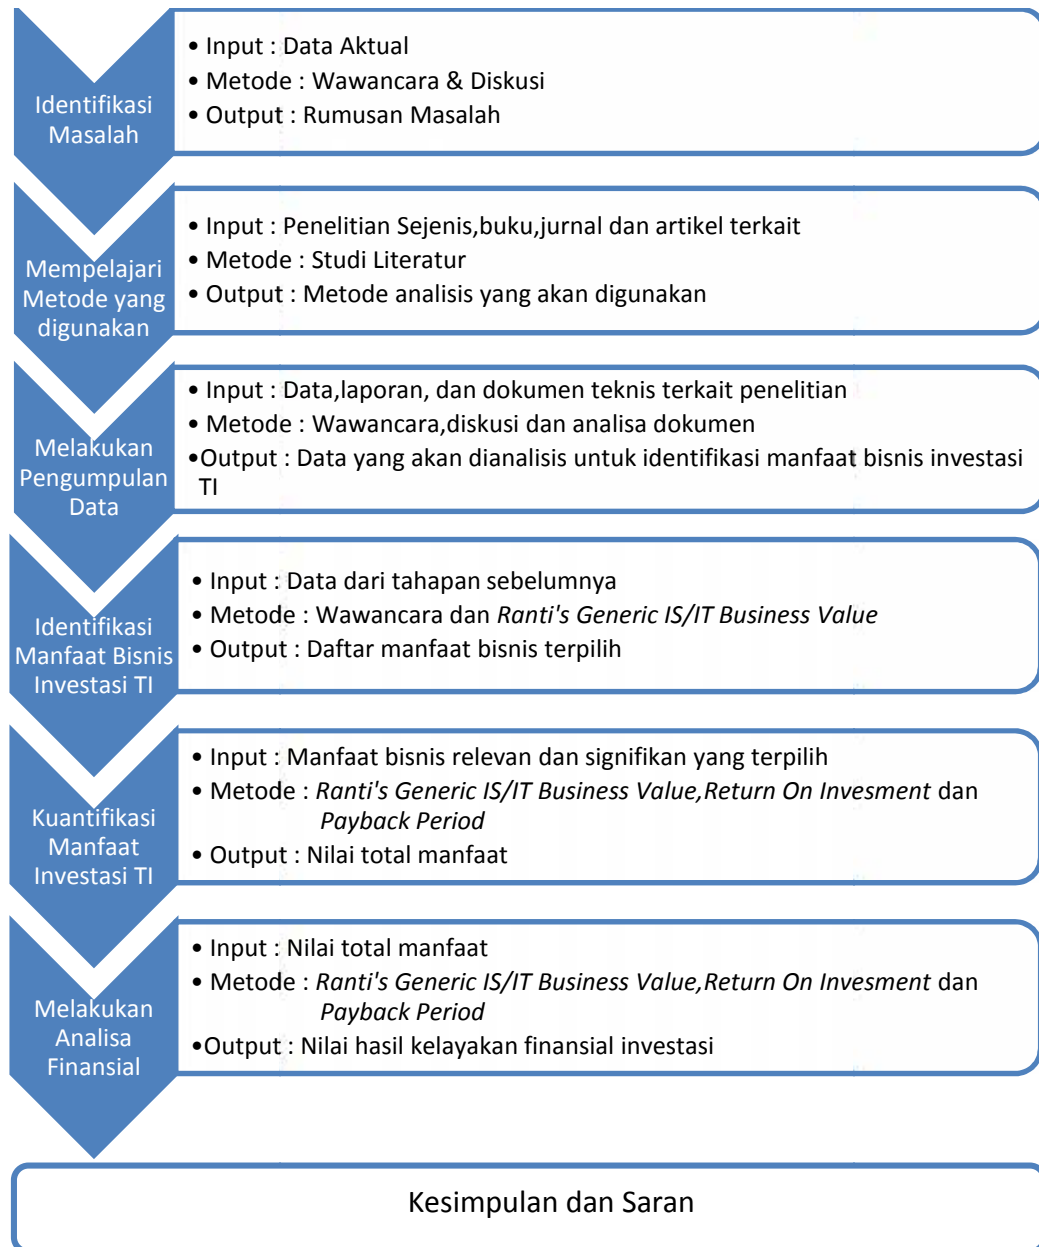 Identifikasi
Masalah
• Input : Data Aktual
• Metode : Wawancara & Diskusi
• Output : Rumusan Masalah
Mempelajari
Metode yang
digunakan
• Input : Penelitian Sejenis,buku,jurnal dan artikel terkait
• Metode : Studi Literatur
• Output : Metode analisis yang akan digunakan
Melakukan
Pengumpulan
Data
• Input : Data,laporan, dan dokumen teknis terkait penelitian
• Metode : Wawancara,diskusi dan analisa dokumen
•Output : Data yang akan dianalisis untuk identifikasi manfaat bisnis investasi
TI
Identifikasi
Manfaat Bisnis
Investasi TI
• Input : Data dari tahapan sebelumnya
• Metode : Wawancara dan Ranti's Generic IS/IT Business Value
• Output : Daftar manfaat bisnis terpilih
Kuantifikasi
Manfaat
Investasi TI
• Input : Manfaat bisnis relevan dan signifikan yang terpilih
• Metode : Ranti's Generic IS/IT Business Value,Return On Invesment dan
Payback Period
• Output : Nilai total manfaat
Melakukan
Analisa
Finansial
• Input : Nilai total manfaat
• Metode : Ranti's Generic IS/IT Business Value,Return On Invesment dan
Payback Period
•Output : Nilai hasil kelayakan finansial investasi
Kesimpulan dan Saran